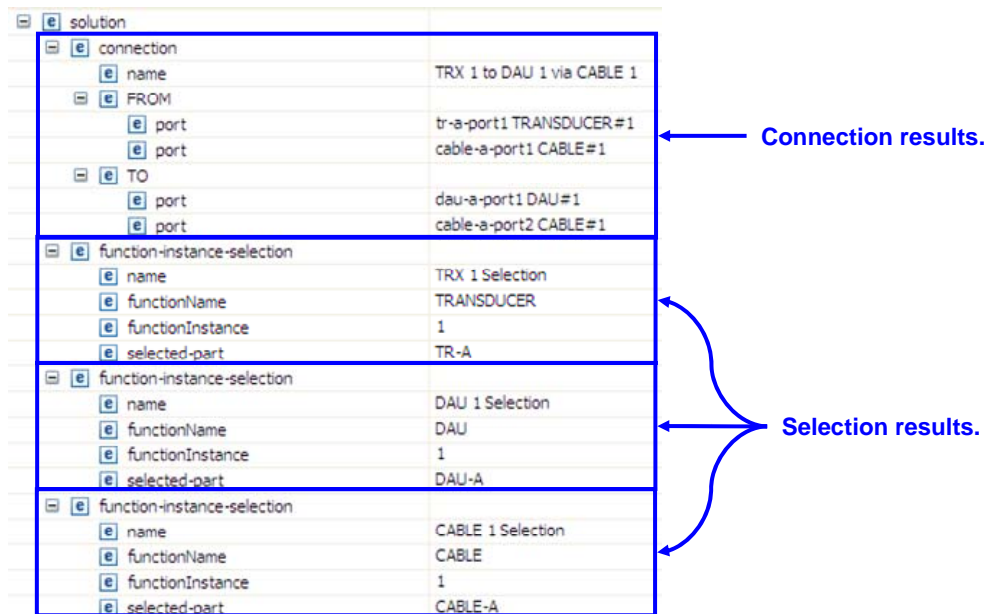 solution
connection
name TRX 1 to DAU 1 via CABLE 1
FROM
port tr-a-port1 TRANSDUCER#1
port cable-a-port1 CABLE#1
Connection results.
TO
port dau-a-port1 DAU#1
port cable-a-port2 CABLE#1
function-instance-selection
name TRX 1 Selection
functionName TRANSDUCER
functionInstance 1
selected-part TR-A
function-instance-selection
name DAU 1 Selection
functionName DAU
Selection results.
functionInstance 1
selected-part DAU-A
function-instance-selection
name CABLE 1 Selection
functionName CABLE
functionInstance 1
selected-part CABLE-A